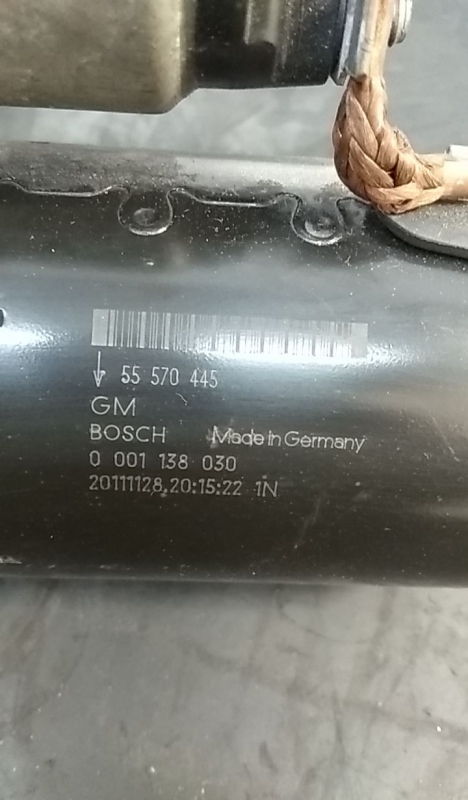 55 570 445
GM
BOSCH Made in Germany
0 001 138 030
20111128,20:15:22 1N